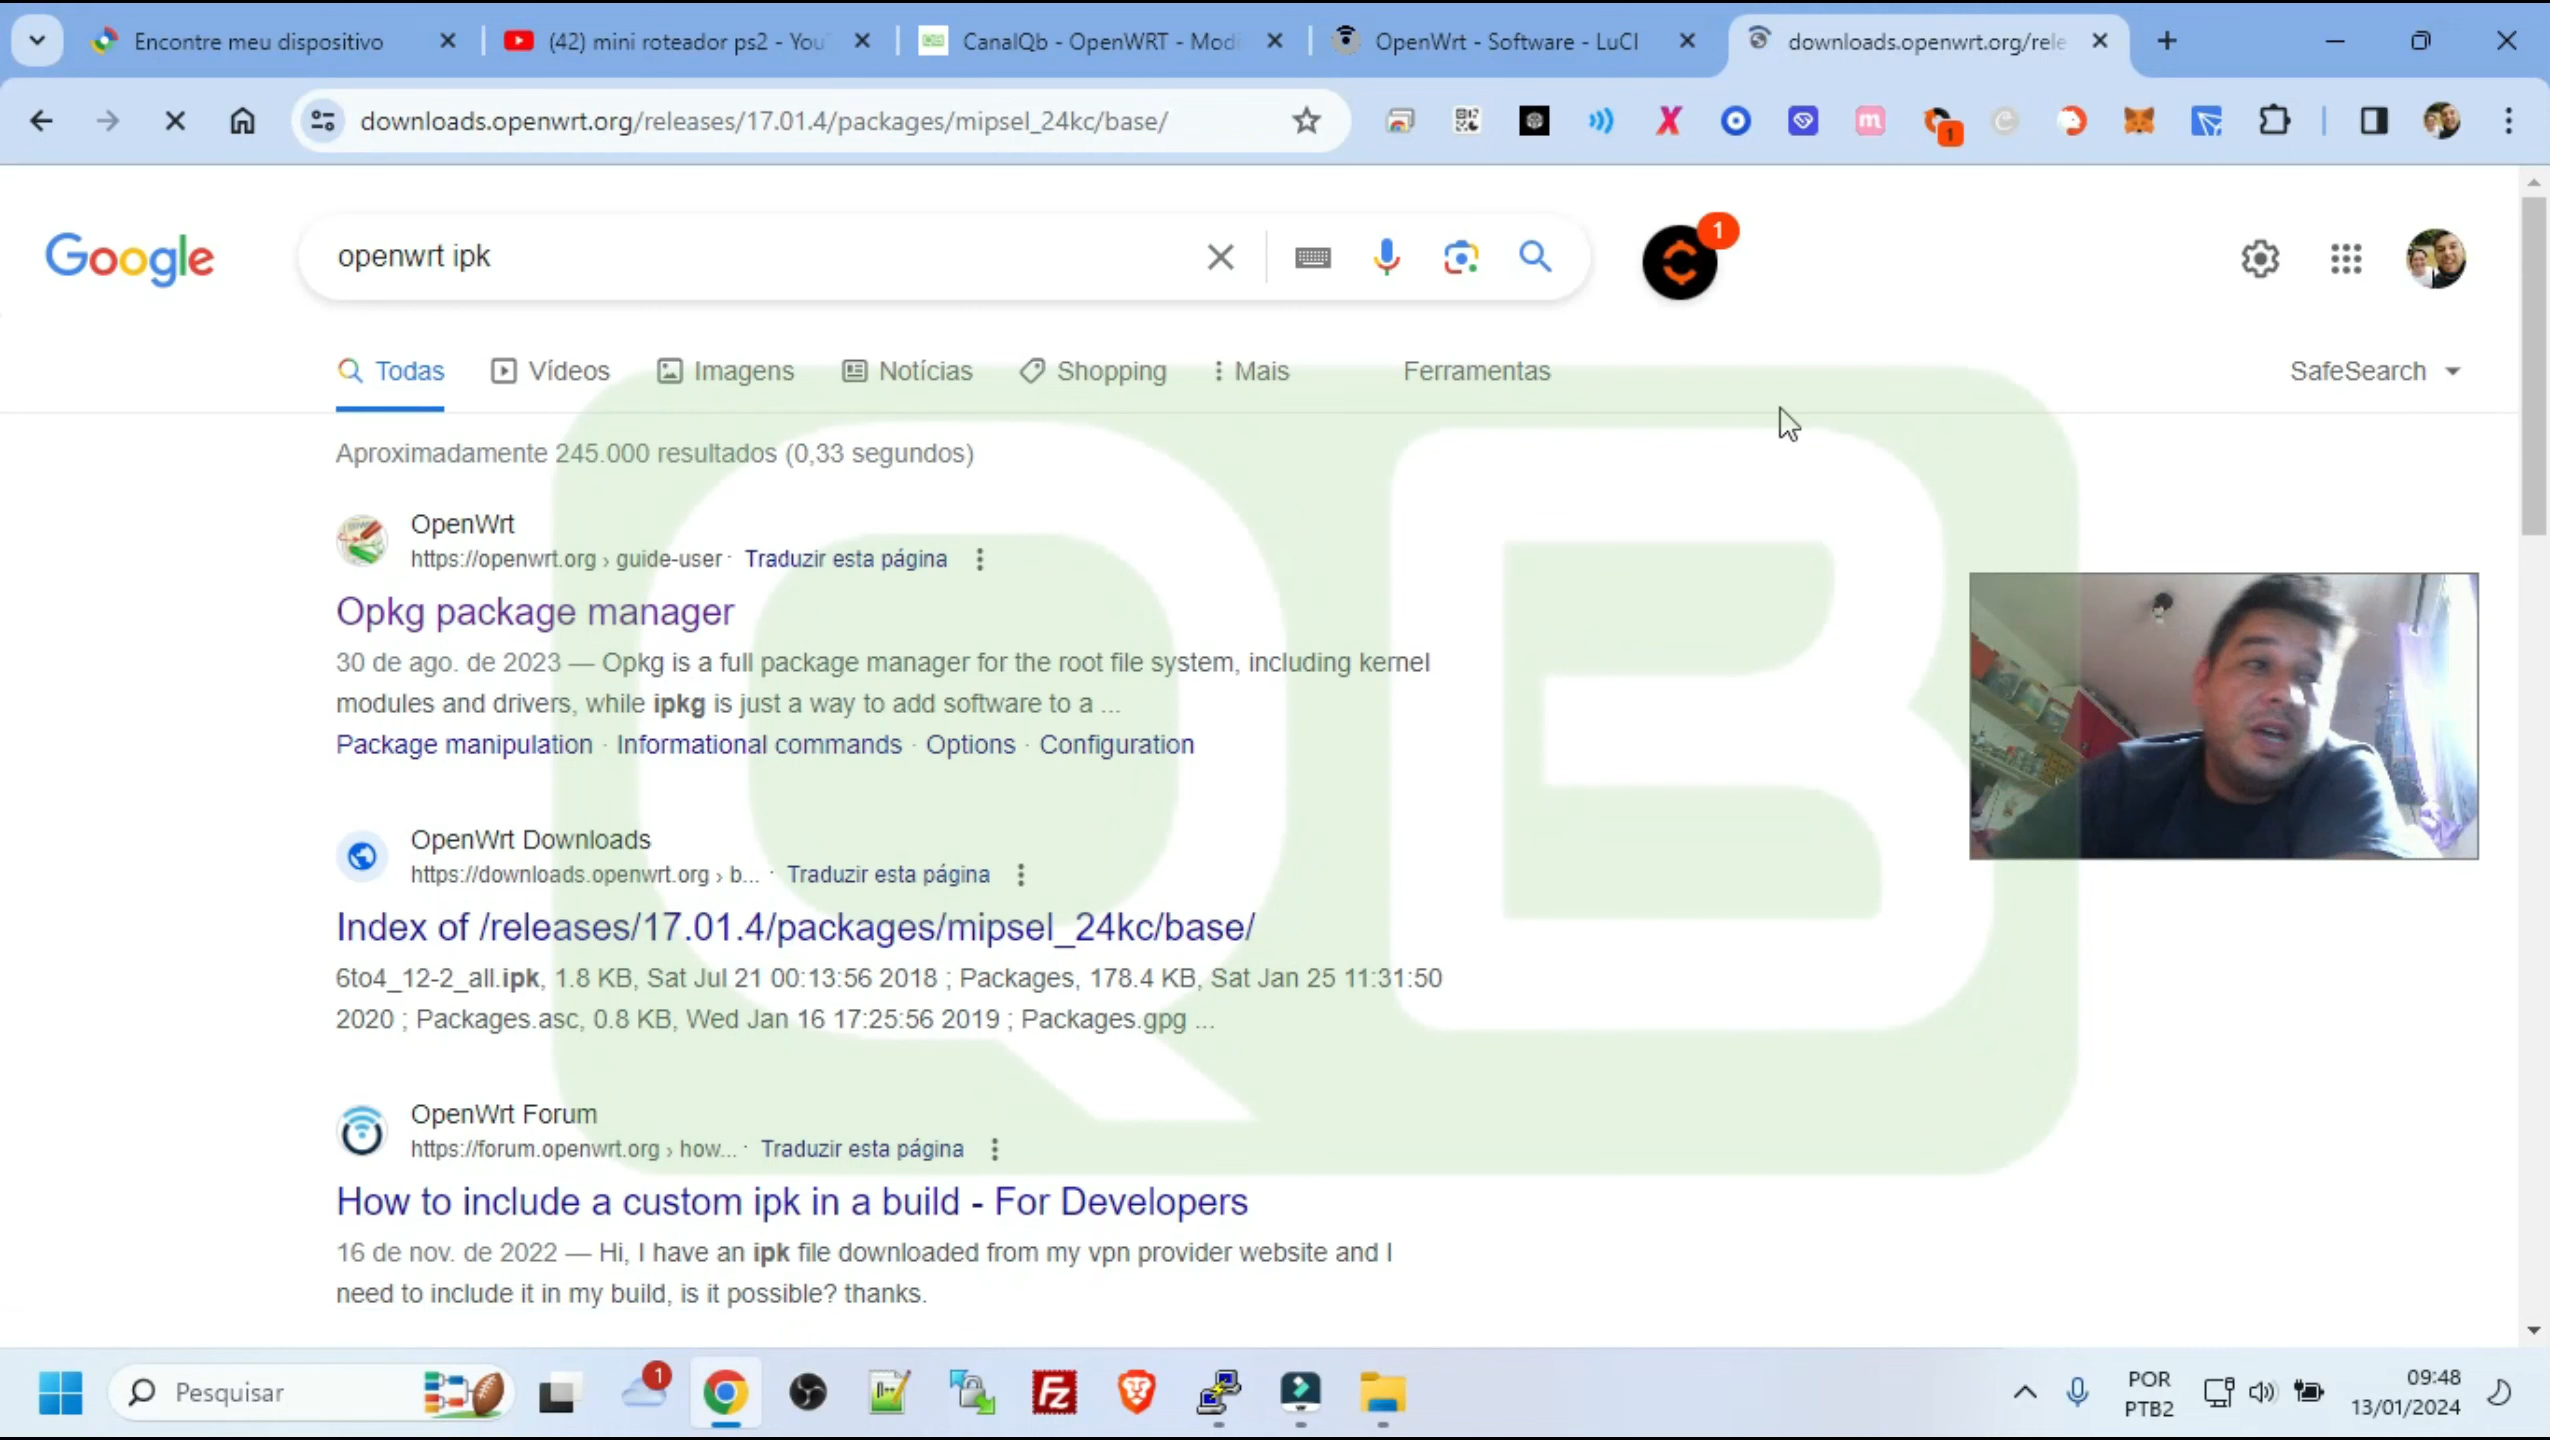 Encontre meu dispositivo
(42) mini roteador ps2 - You
CanalQb - OpenWRT - Modi
OpenWrt - Software - LuCI
downloads.openwrt.org/rele
downloads.openwrt.org/releases/17.01.4/packages/mipsel_24kc/base/
1
Google
openwrt ipk
1
Todas
Vídeos
Imagens
Notícias
Shopping
Mais
Ferramentas
SafeSearch
Aproximadamente 245.000 resultados (0,33 segundos)
OpenWrt
https://openwrt.org › guide-user · Traduzir esta página
Opkg package manager
30 de ago. de 2023 — Opkg is a full package manager for the root file system, including kernel
modules and drivers, while ipkg is just a way to add software to a ...
Package manipulation · Informational commands · Options · Configuration
OpenWrt Downloads
https://downloads.openwrt.org › b... · Traduzir esta página
Index of /releases/17.01.4/packages/mipsel_24kc/base/
6to4_12-2_all.ipk, 1.8 KB, Sat Jul 21 00:13:56 2018 ; Packages, 178.4 KB, Sat Jan 25 11:31:50
2020 ; Packages.asc, 0.8 KB, Wed Jan 16 17:25:56 2019 ; Packages.gpg ...
OpenWrt Forum
https://forum.openwrt.org › how... · Traduzir esta página
How to include a custom ipk in a build - For Developers
16 de nov. de 2022 — Hi, I have an ipk file downloaded from my vpn provider website and I
need to include it in my build, is it possible? thanks.
QB
Pesquisar
1
POR
PTB2
09:48
13/01/2024